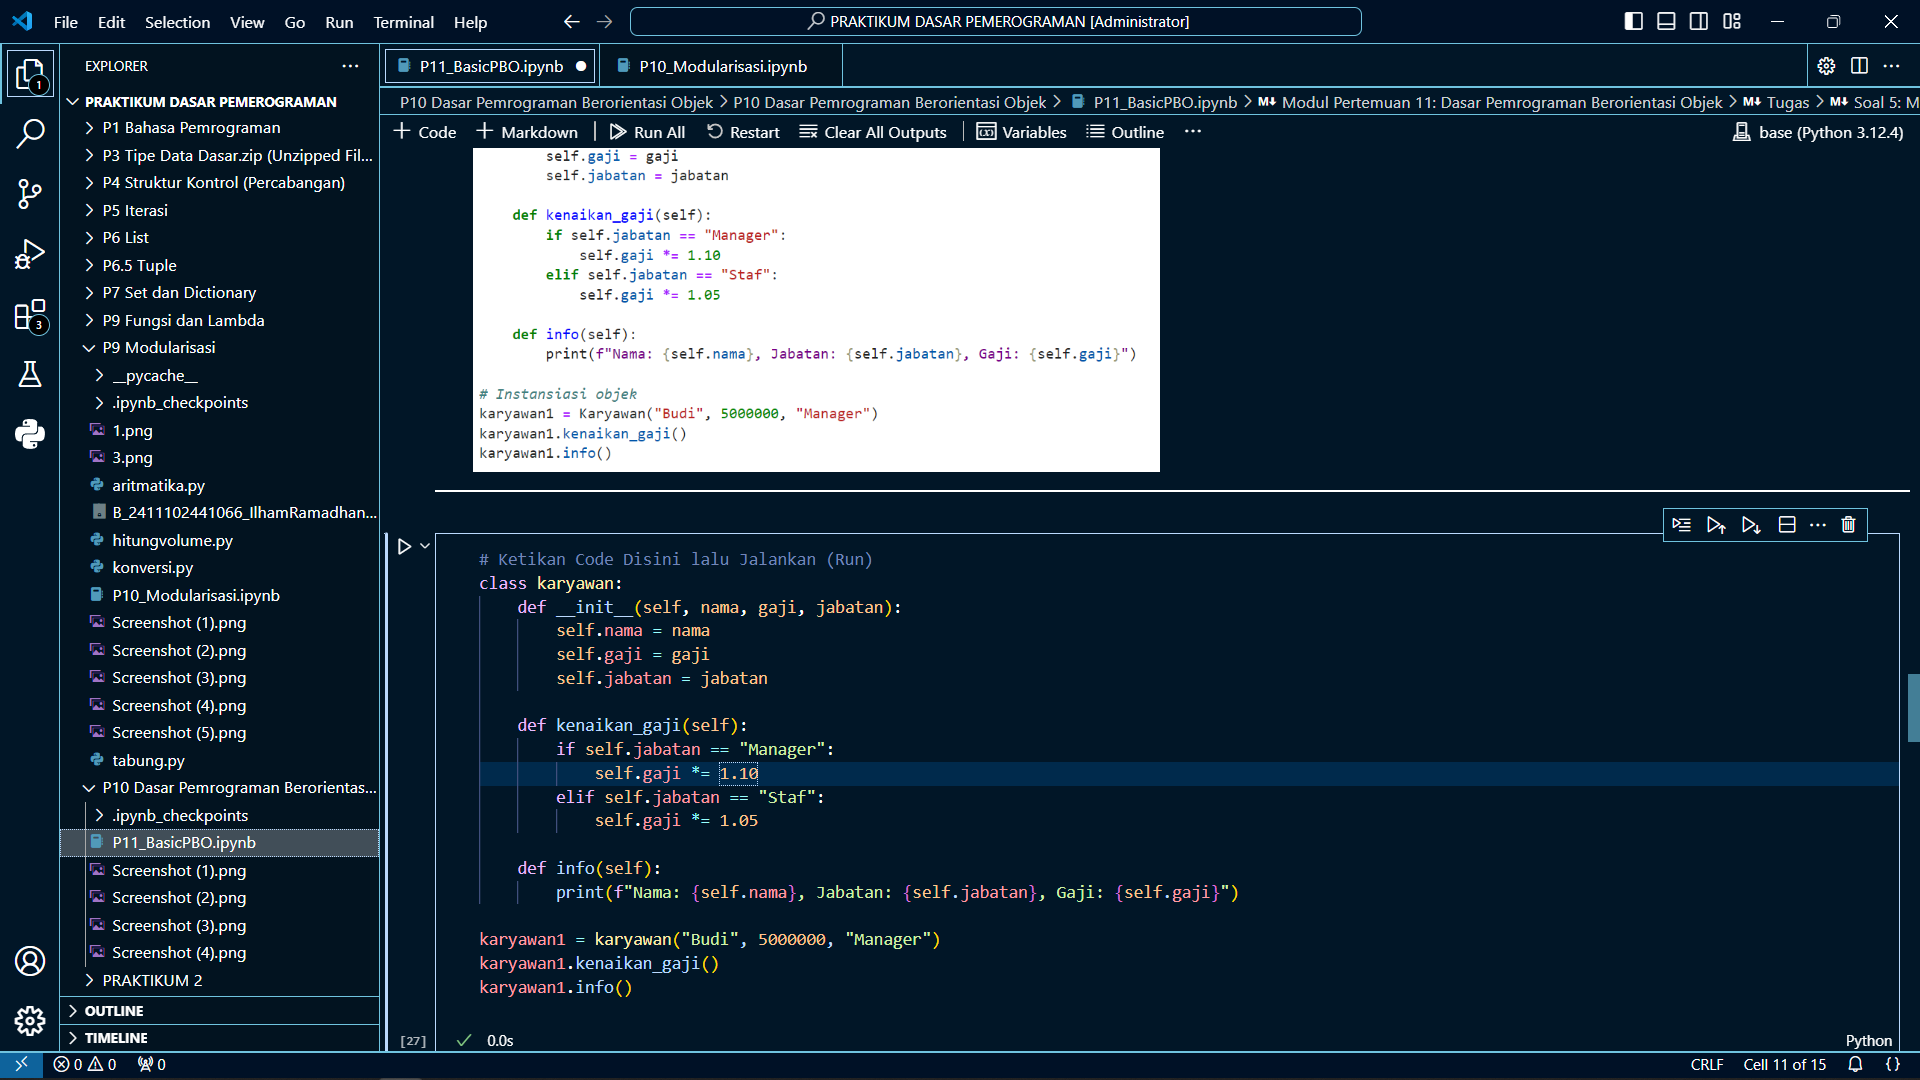 File Edit Selection View Go Run Terminal Help
PRAKTIKUM DASAR PEMEROGRAMAN [Administrator]
EXPLORER
PRAKTIKUM DASAR PEMEROGRAMAN
P1 Bahasa Pemrograman
P3 Tipe Data Dasar.zip (Unzipped Fil...
P4 Struktur Kontrol (Percabangan)
P5 Iterasi
P6 List
P6.5 Tuple
P7 Set dan Dictionary
P9 Fungsi dan Lambda
P9 Modularisasi
__pycache__
.ipynb_checkpoints
1.png
3.png
aritmatika.py
B_2411102441066_IlhamRamadhan...
hitungvolume.py
konversi.py
P10_Modularisasi.ipynb
Screenshot (1).png
Screenshot (2).png
Screenshot (3).png
Screenshot (4).png
Screenshot (5).png
tabung.py
P10 Dasar Pemrograman Berorientas...
.ipynb_checkpoints
P11_BasicPBO.ipynb
Screenshot (1).png
Screenshot (2).png
Screenshot (3).png
Screenshot (4).png
PRAKTIKUM 2
OUTLINE
TIMELINE
1
3
P11_BasicPBO.ipynb
P10_Modularisasi.ipynb
P10 Dasar Pemrograman Berorientasi Objek > P10 Dasar Pemrograman Berorientasi Objek > P11_BasicPBO.ipynb > M↓ Modul Pertemuan 11: Dasar Pemrograman Berorientasi Objek > M↓ Tugas > M↓ Soal 5: M
+ Code + Markdown | Run All Restart Clear All Outputs | Variables Outline ...
base (Python 3.12.4)
self.gaji = gaji
self.jabatan = jabatan
def kenaikan_gaji(self):
if self.jabatan == "Manager":
self.gaji *= 1.10
elif self.jabatan == "Staf":
self.gaji *= 1.05
def info(self):
print(f"Nama: {self.nama}, Jabatan: {self.jabatan}, Gaji: {self.gaji}")
# Instansiasi objek
karyawan1 = Karyawan("Budi", 5000000, "Manager")
karyawan1.kenaikan_gaji()
karyawan1.info()
# Ketikan Code Disini lalu Jalankan (Run)
class karyawan:
def __init__(self, nama, gaji, jabatan):
self.nama = nama
self.gaji = gaji
self.jabatan = jabatan
def kenaikan_gaji(self):
if self.jabatan == "Manager":
self.gaji *= 1.10
elif self.jabatan == "Staf":
self.gaji *= 1.05
def info(self):
print(f"Nama: {self.nama}, Jabatan: {self.jabatan}, Gaji: {self.gaji}")
karyawan1 = karyawan("Budi", 5000000, "Manager")
karyawan1.kenaikan_gaji()
karyawan1.info()
[27]
0.0s
Python
0 0 0
CRLF Cell 11 of 15 {}